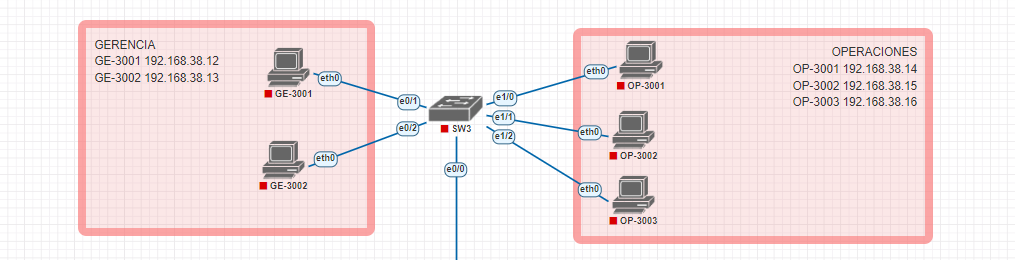 GERENCIA
GE-3001 192.168.38.12
GE-3002 192.168.38.13
eth0
GE-3001
eth0
GE-3002
e0/1
e0/2
SW3
e0/0
e1/0
e1/1
e1/2
eth0
OP-3001
eth0
OP-3002
eth0
OP-3003
OPERACIONES
OP-3001 192.168.38.14
OP-3002 192.168.38.15
OP-3003 192.168.38.16